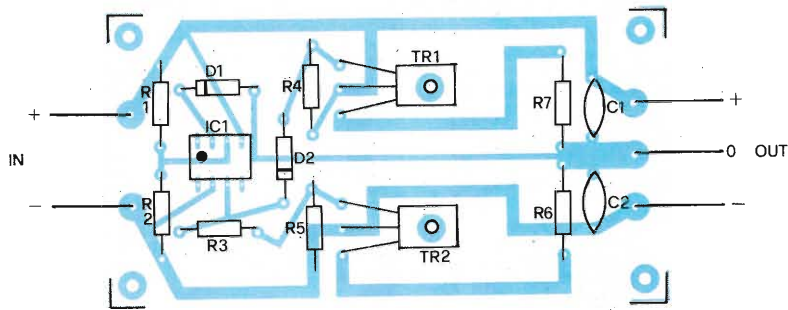 TR1
D1
R4
R
1
R7
C1
+
+
IC1
IN
D2
0 OUT
R
2
C2
−
−
R3
R5
R6
TR2